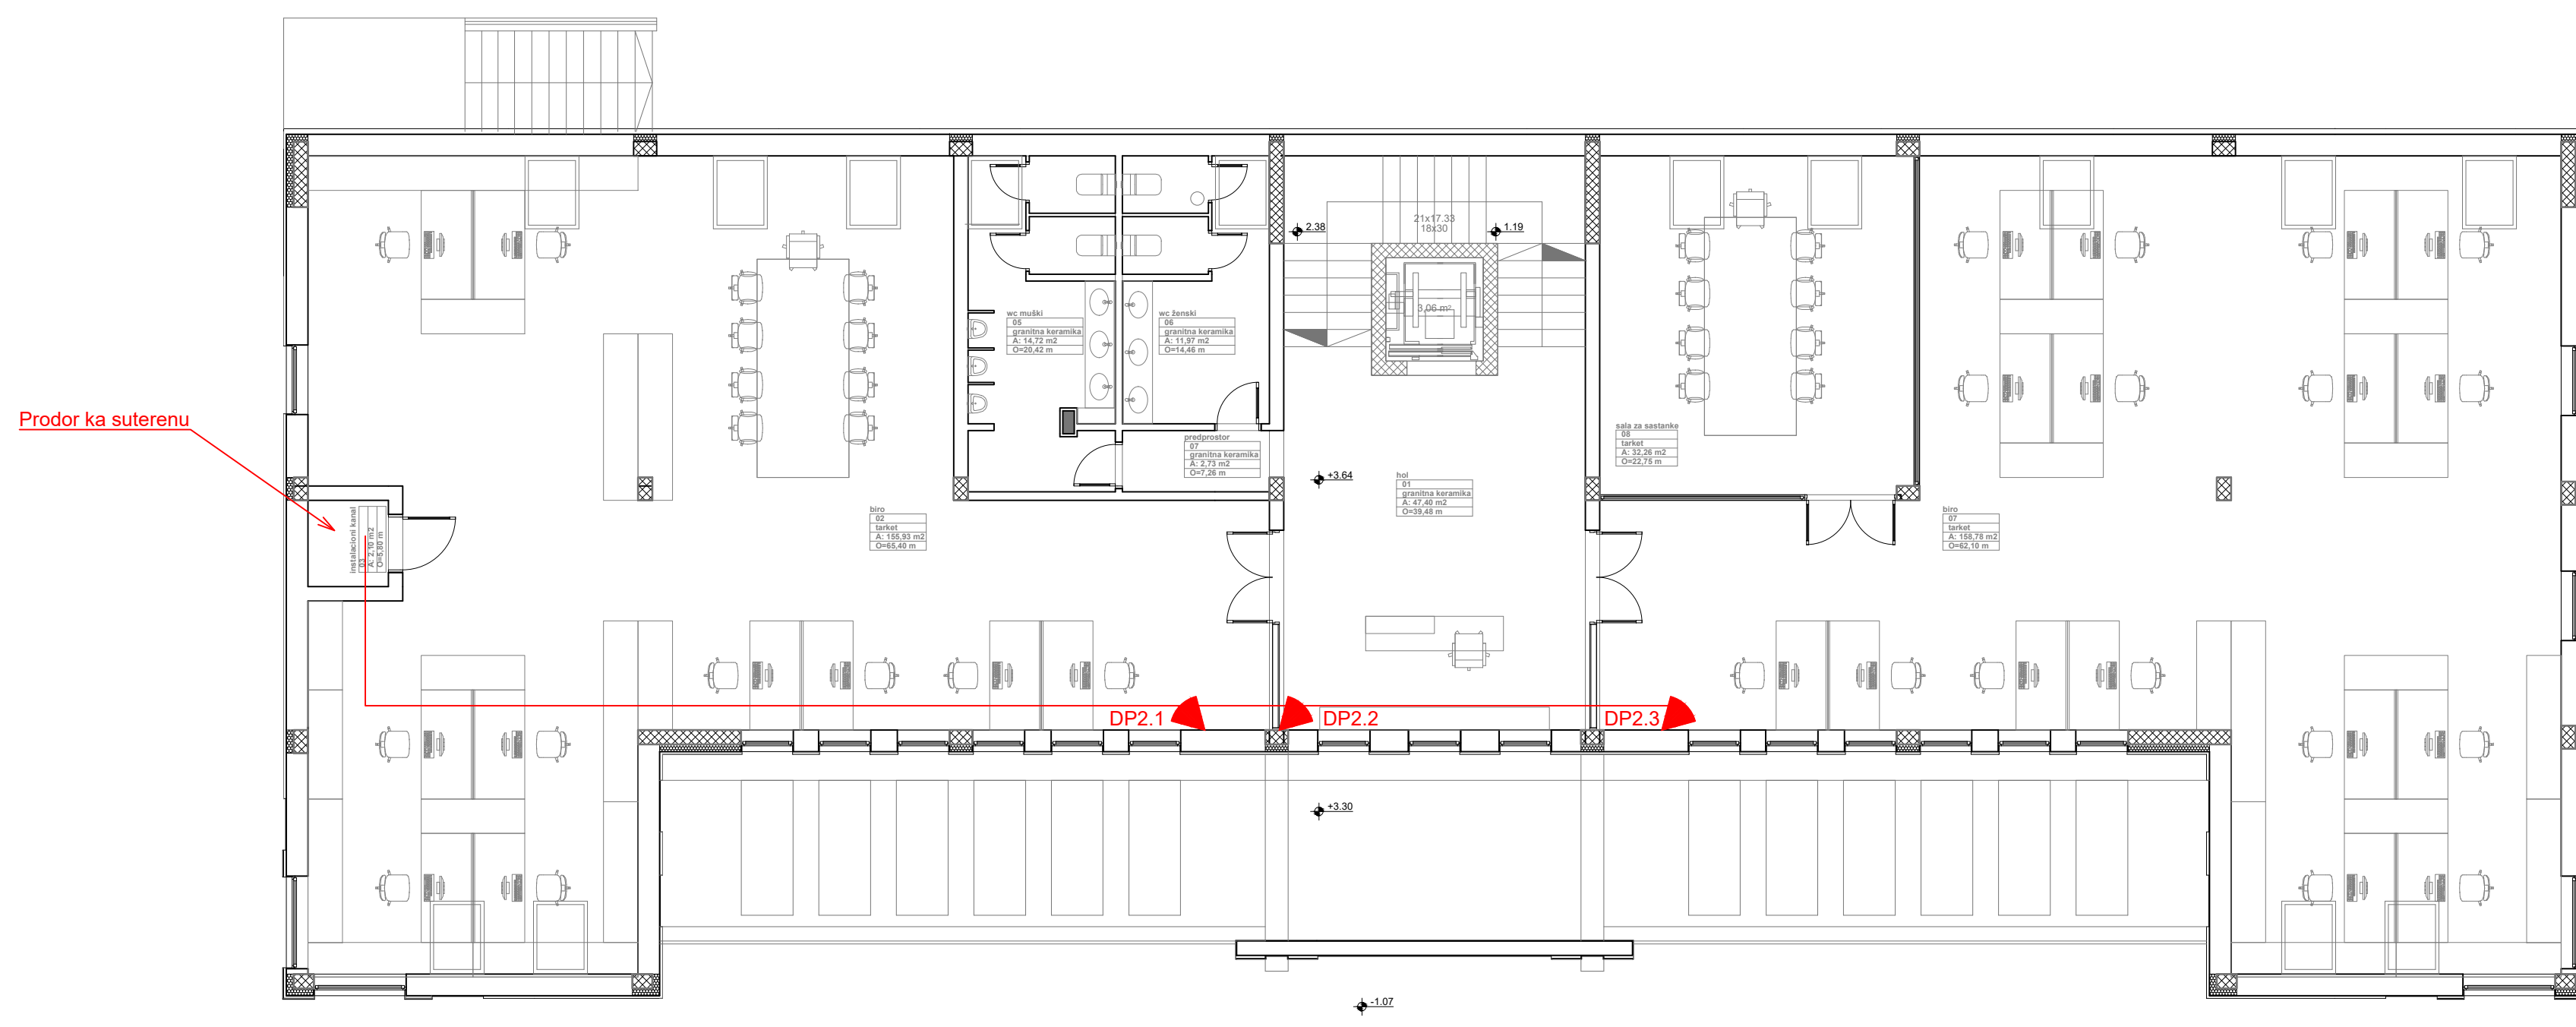 21x17.33
18x30
2.38
1.19
3,06 m²
wc muški
05
granitna keramika
A: 14,72 m2
O=20,42 m
wc ženski
06
granitna keramika
A: 11,97 m2
O=14,46 m
Prodor ka suterenu
predprostor
07
granitna keramika
A: 2,73 m2
O=7,26 m
sala za sastanke
08
tarket
A: 32,26 m2
O=22,75 m
+3.64
hol
01
granitna keramika
A: 47,40 m2
O=39,48 m
instalacioni kanal
03
A: 2,10 m2
O=5,80 m
biro
02
tarket
A: 155,93 m2
O=65,40 m
biro
07
tarket
A: 158,78 m2
O=62,10 m
DP2.1
DP2.2
DP2.3
+3.30
-1.07